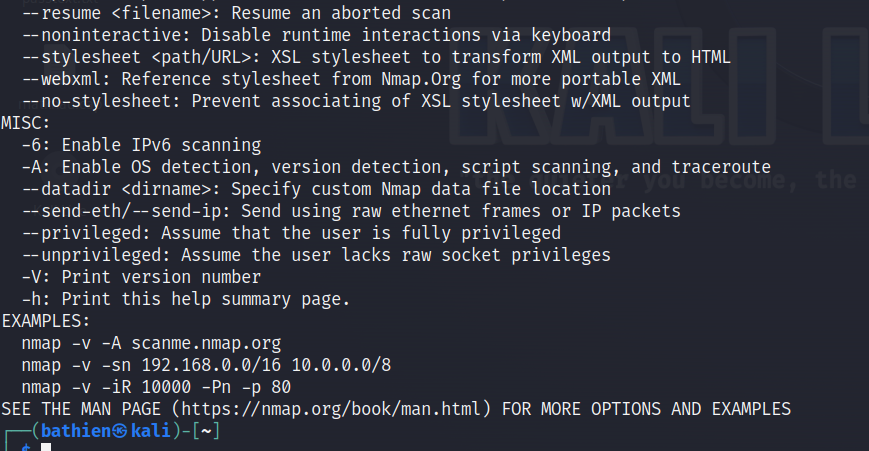 --resume <filename>: Resume an aborted scan
--noninteractive: Disable runtime interactions via keyboard
--stylesheet <path/URL>: XSL stylesheet to transform XML output to HTML
--webxml: Reference stylesheet from Nmap.Org for more portable XML
--no-stylesheet: Prevent associating of XSL stylesheet w/XML output
MISC:
-6: Enable IPv6 scanning
-A: Enable OS detection, version detection, script scanning, and traceroute
--datadir <dirname>: Specify custom Nmap data file location
--send-eth/--send-ip: Send using raw ethernet frames or IP packets
--privileged: Assume that the user is fully privileged
--unprivileged: Assume the user lacks raw socket privileges
-V: Print version number
-h: Print this help summary page.
EXAMPLES:
nmap -v -A scanme.nmap.org
nmap -v -sn 192.168.0.0/16 10.0.0.0/8
nmap -v -iR 10000 -Pn -p 80
SEE THE MAN PAGE (https://nmap.org/book/man.html) FOR MORE OPTIONS AND EXAMPLES
┌──(bathien㉿kali)-[~]
└─$
KALI L
you become, the